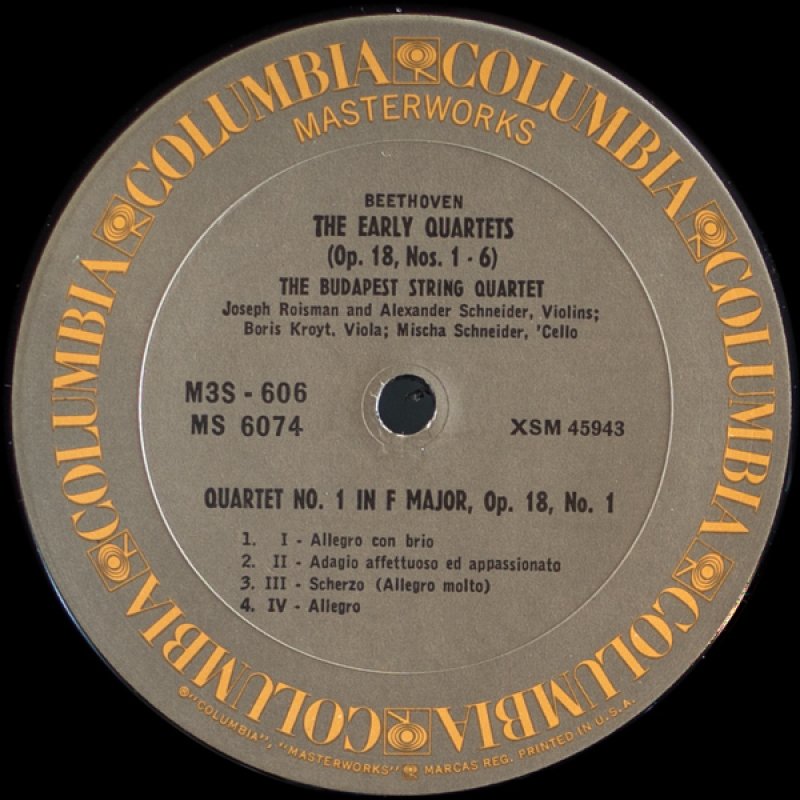 COLUMBIA COLUMBIA COLUMBIA COLUMBIA COLUMBIA COLUMBIA
MASTERWORKS
BEETHOVEN
THE EARLY QUARTETS
(Op. 18, Nos. 1 - 6)
THE BUDAPEST STRING QUARTET
Joseph Roisman and Alexander Schneider, Violins;
Boris Kroyt, Viola; Mischa Schneider, 'Cello
M3S - 606
MS 6074
XSM 45943
QUARTET NO. 1 IN F MAJOR, Op. 18, No. 1
1. I - Allegro con brio
2. II - Adagio affettuoso ed appassionato
3. III - Scherzo (Allegro molto)
4. IV - Allegro
®"COLUMBIA", "MASTERWORKS" MARCAS REG. PRINTED IN U.S.A.